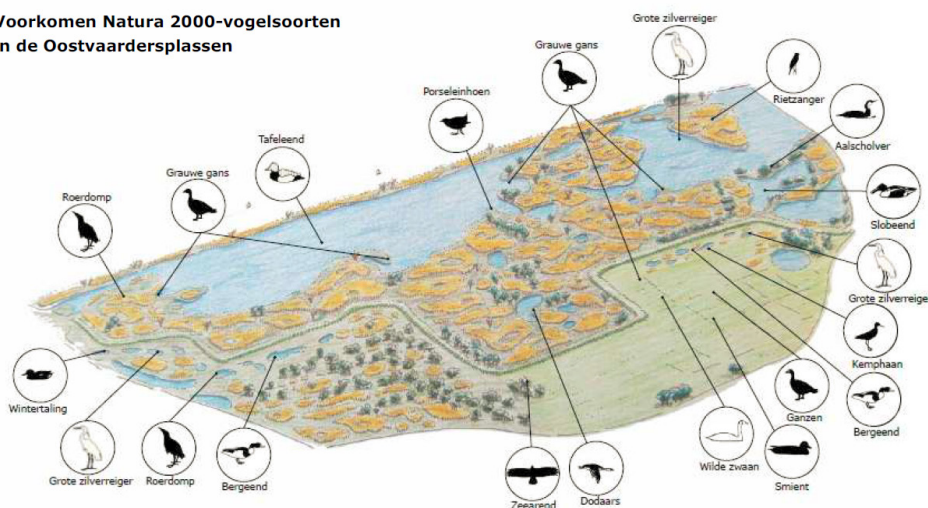 Voorkomen Natura 2000-vogelsoorten
in de Oostvaardersplassen
Grote zilverreiger
Grauwe gans
Rietzanger
Porseleinhoen
Aalscholver
Tafeleend
Grauwe gans
Roerdomp
Slobeend
Grote zilverreiger
Kemphaan
Wintertaling
Ganzen
Bergeend
Grote zilverreiger
Roerdomp
Bergeend
Wilde zwaan
Smient
Zeearend
Dodaars